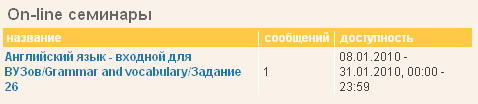 On-line семинары
название сообщений доступность
Английский язык - входной для 08.01.2010 -
ВУЗов/Grammar and vocabulary/Задание 1 31.01.2010, 00:00 -
26 23:59